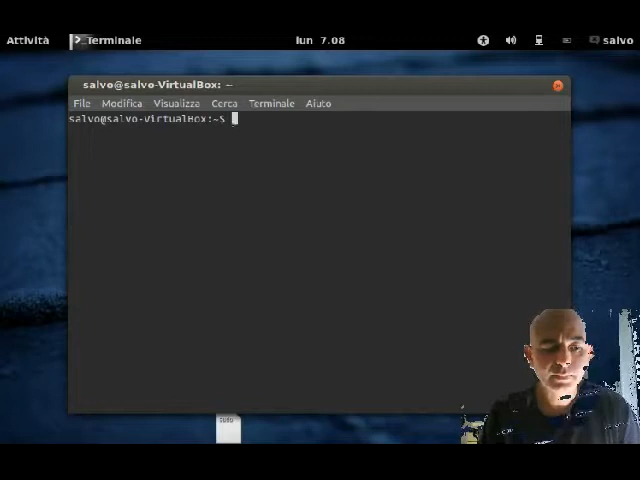 Attività Terminale lun 7.08 salvo
salvo@salvo-VirtualBox: ~
File Modifica Visualizza Cerca Terminale Aiuto
salvo@salvo-VirtualBox:~$